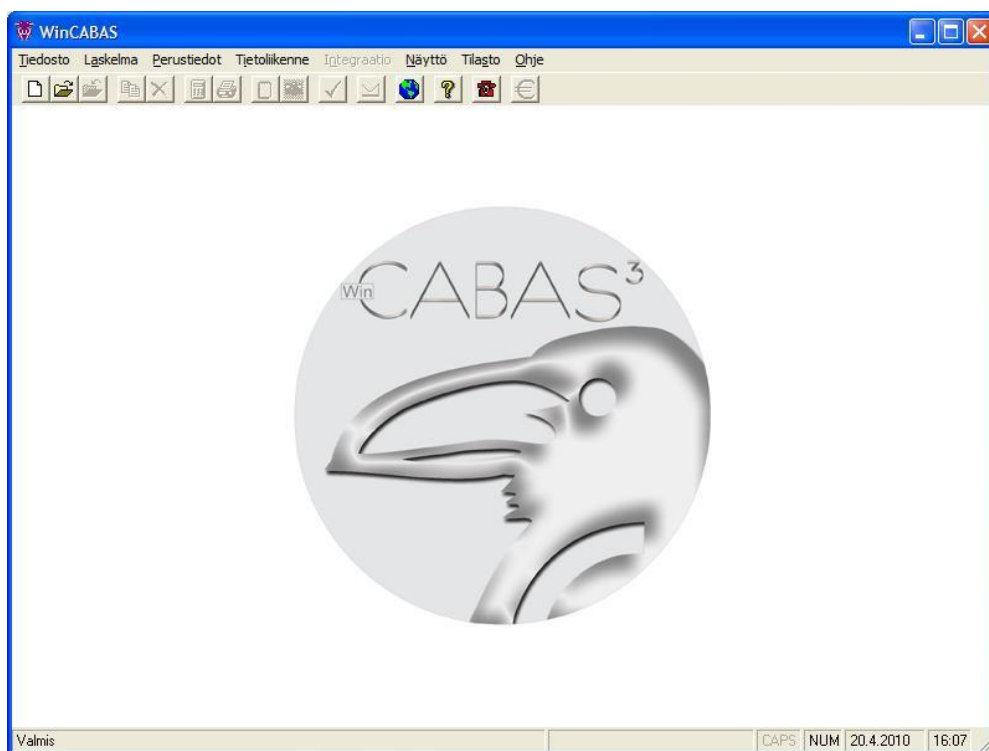 WinCABAS
Tiedosto Laskelma Perustiedot Tietoliikenne Integraatio Näyttö Tilasto Ohje
Win CABAS³
Valmis CAPS NUM 20.4.2010 16:07